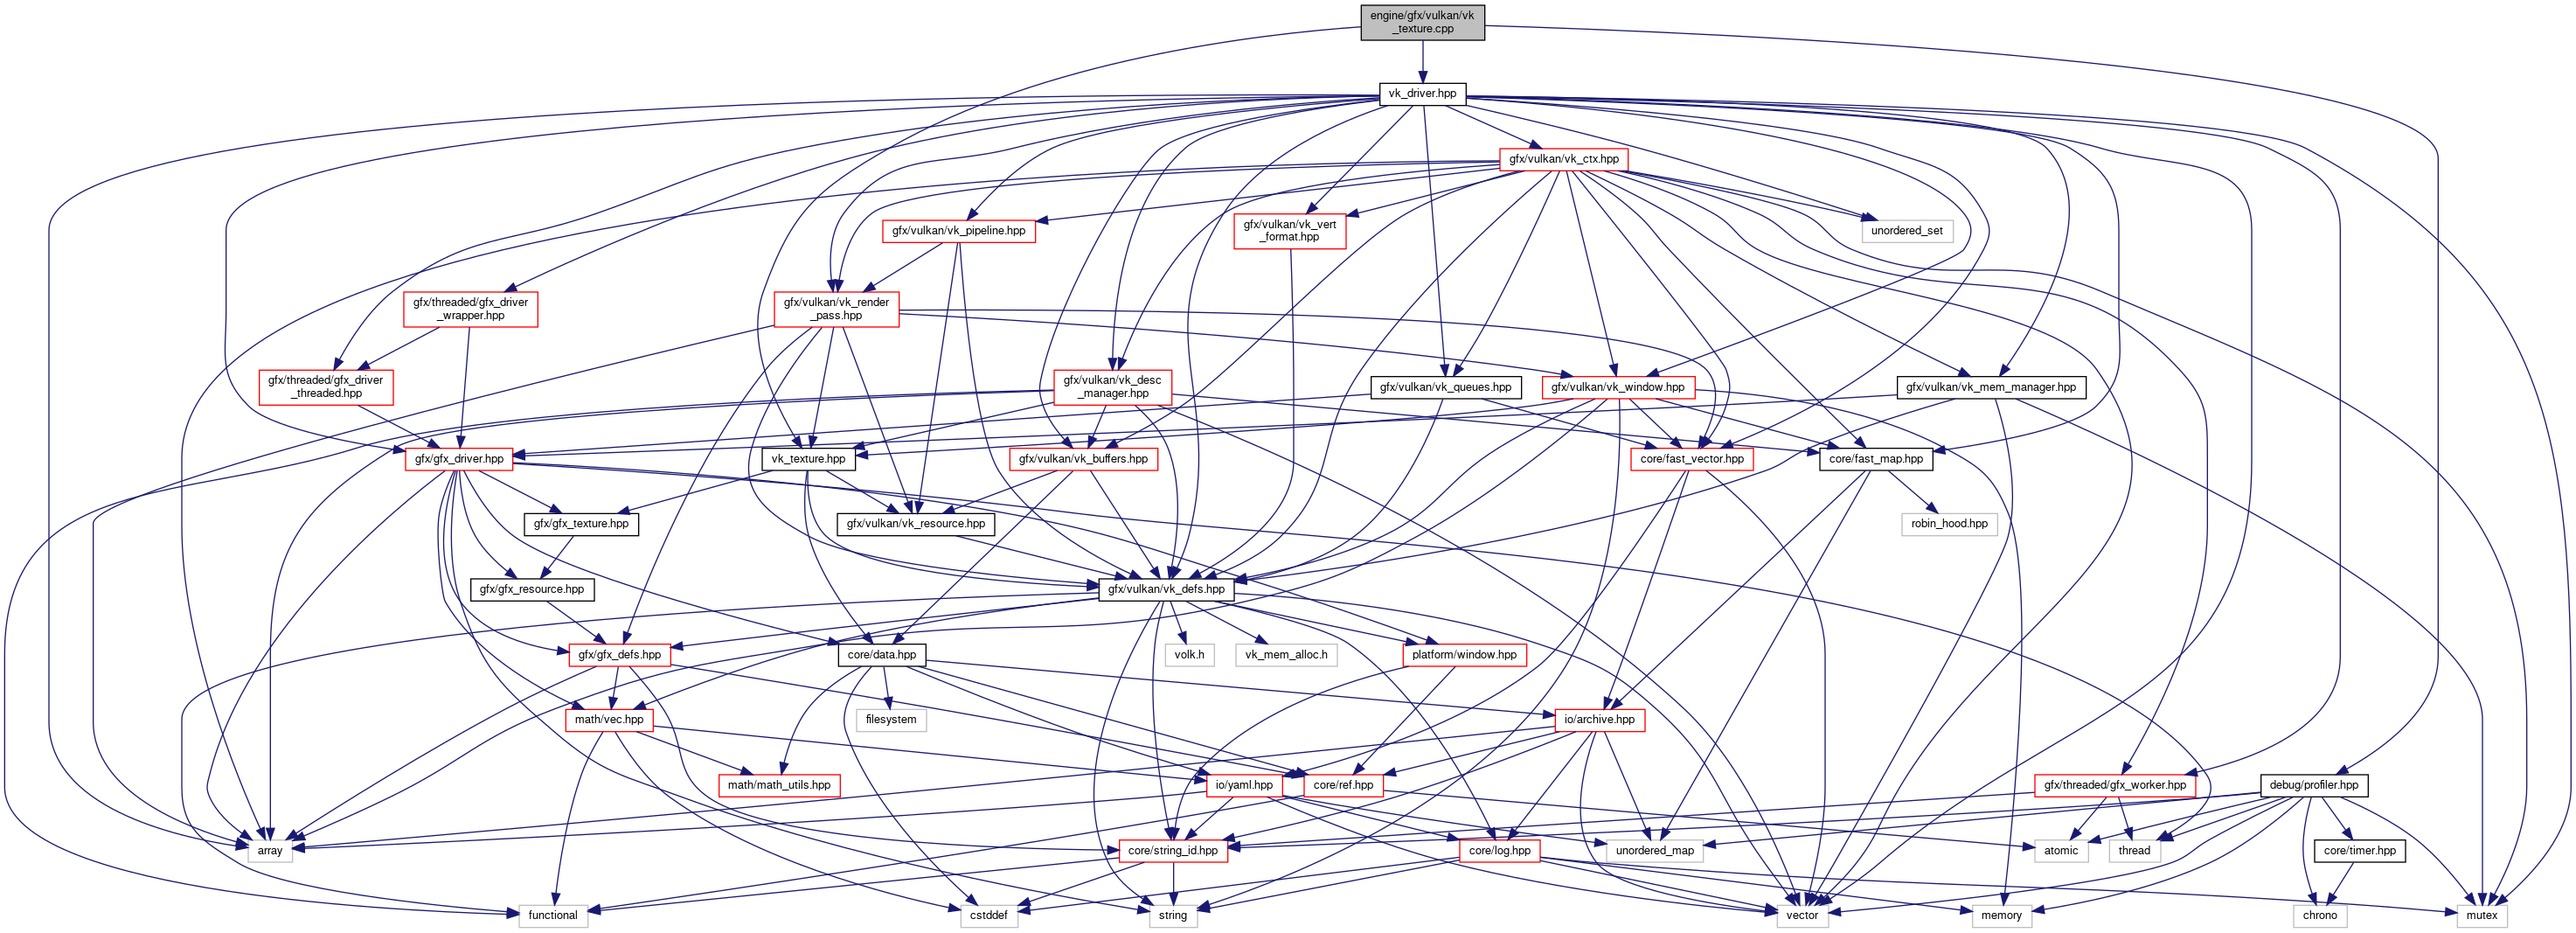 engine/gfx/vulkan/vk
_texture.cpp
vk_driver.hpp
gfx/vulkan/vk_ctx.hpp
gfx/vulkan/vk_pipeline.hpp
gfx/vulkan/vk_vert
_format.hpp
unordered_set
gfx/threaded/gfx_driver
_wrapper.hpp
gfx/vulkan/vk_render
_pass.hpp
gfx/threaded/gfx_driver
_threaded.hpp
gfx/vulkan/vk_desc
_manager.hpp
gfx/vulkan/vk_queues.hpp
gfx/vulkan/vk_window.hpp
gfx/vulkan/vk_mem_manager.hpp
gfx/gfx_driver.hpp
vk_texture.hpp
gfx/vulkan/vk_buffers.hpp
core/fast_vector.hpp
core/fast_map.hpp
gfx/gfx_texture.hpp
gfx/vulkan/vk_resource.hpp
robin_hood.hpp
gfx/gfx_resource.hpp
gfx/vulkan/vk_defs.hpp
gfx/gfx_defs.hpp
core/data.hpp
volk.h
vk_mem_alloc.h
platform/window.hpp
math/vec.hpp
filesystem
io/archive.hpp
math/math_utils.hpp
io/yaml.hpp
core/ref.hpp
gfx/threaded/gfx_worker.hpp
debug/profiler.hpp
array
core/string_id.hpp
core/log.hpp
unordered_map
atomic
thread
core/timer.hpp
functional
cstddef
string
vector
memory
chrono
mutex